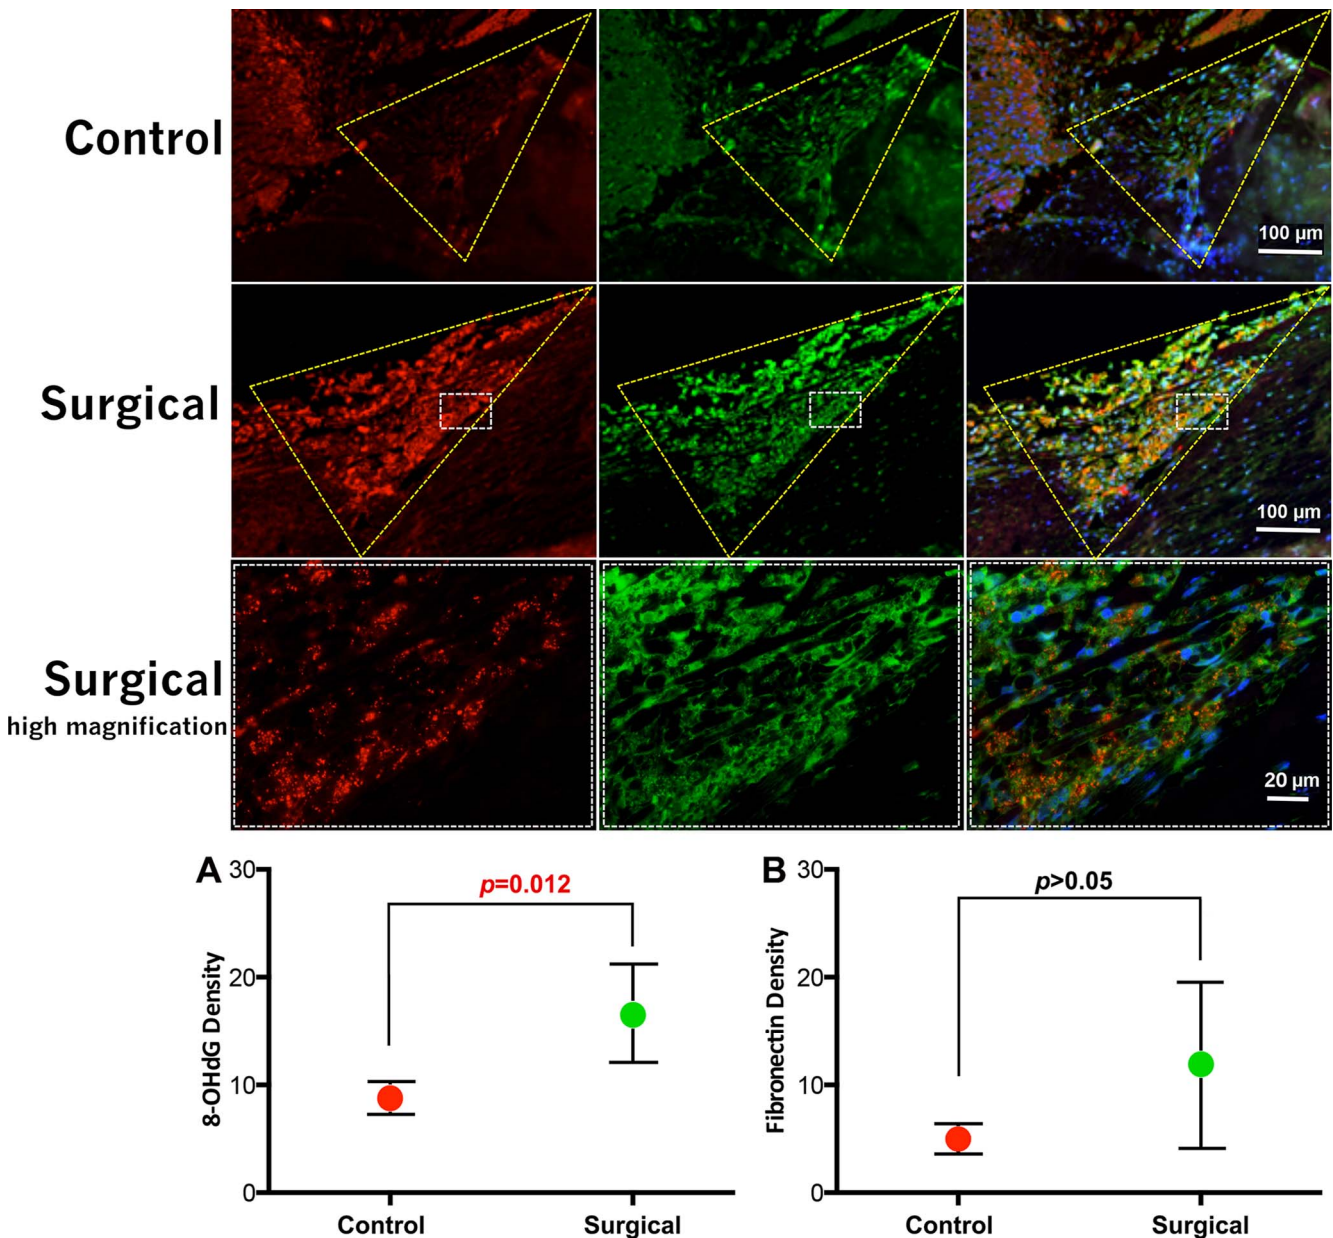 Control
100 µm
Surgical
100 µm
Surgical
high magnification
20 µm
A
30
20
10
0
8-OHdG Density
p=0.012
Control
Surgical
B
30
20
10
0
Fibronectin Density
p>0.05
Control
Surgical